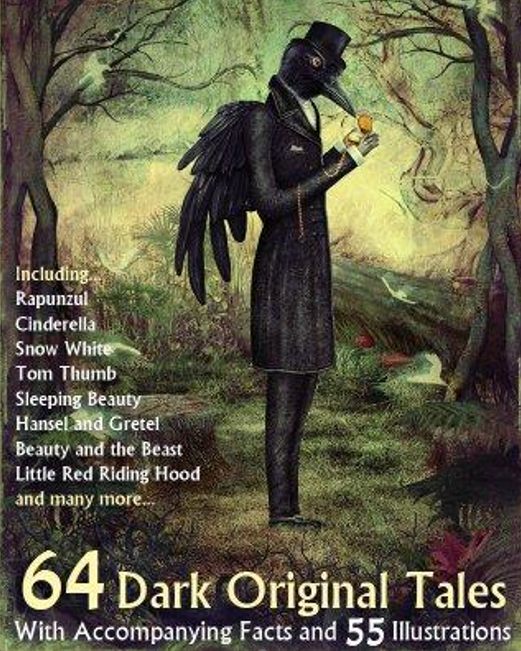 Including...
Rapunzul
Cinderella
Snow White
Tom Thumb
Sleeping Beauty
Hansel and Gretel
Beauty and the Beast
Little Red Riding Hood
and many more...
64 Dark Original Tales
With Accompanying Facts and 55 Illustrations